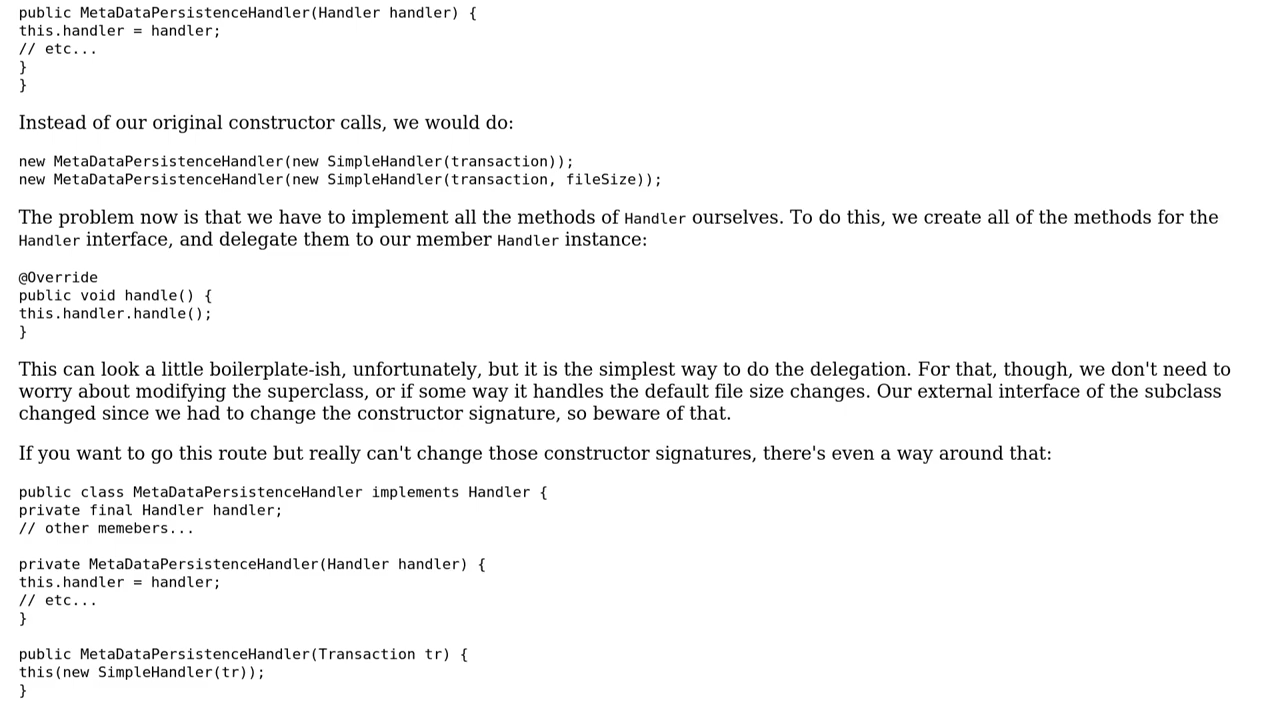 public MetaDataPersistenceHandler(Handler handler) {
this.handler = handler;
// etc...
}
}
Instead of our original constructor calls, we would do:
new MetaDataPersistenceHandler(new SimpleHandler(transaction));
new MetaDataPersistenceHandler(new SimpleHandler(transaction, fileSize));
The problem now is that we have to implement all the methods of Handler ourselves. To do this, we create all of the methods for the
Handler interface, and delegate them to our member Handler instance:
@Override
public void handle() {
this.handler.handle();
}
This can look a little boilerplate-ish, unfortunately, but it is the simplest way to do the delegation. For that, though, we don't need to
worry about modifying the superclass, or if some way it handles the default file size changes. Our external interface of the subclass
changed since we had to change the constructor signature, so beware of that.
If you want to go this route but really can't change those constructor signatures, there's even a way around that:
public class MetaDataPersistenceHandler implements Handler {
private final Handler handler;
// other memebers...
private MetaDataPersistenceHandler(Handler handler) {
this.handler = handler;
// etc...
}
public MetaDataPersistenceHandler(Transaction tr) {
this(new SimpleHandler(tr));
}